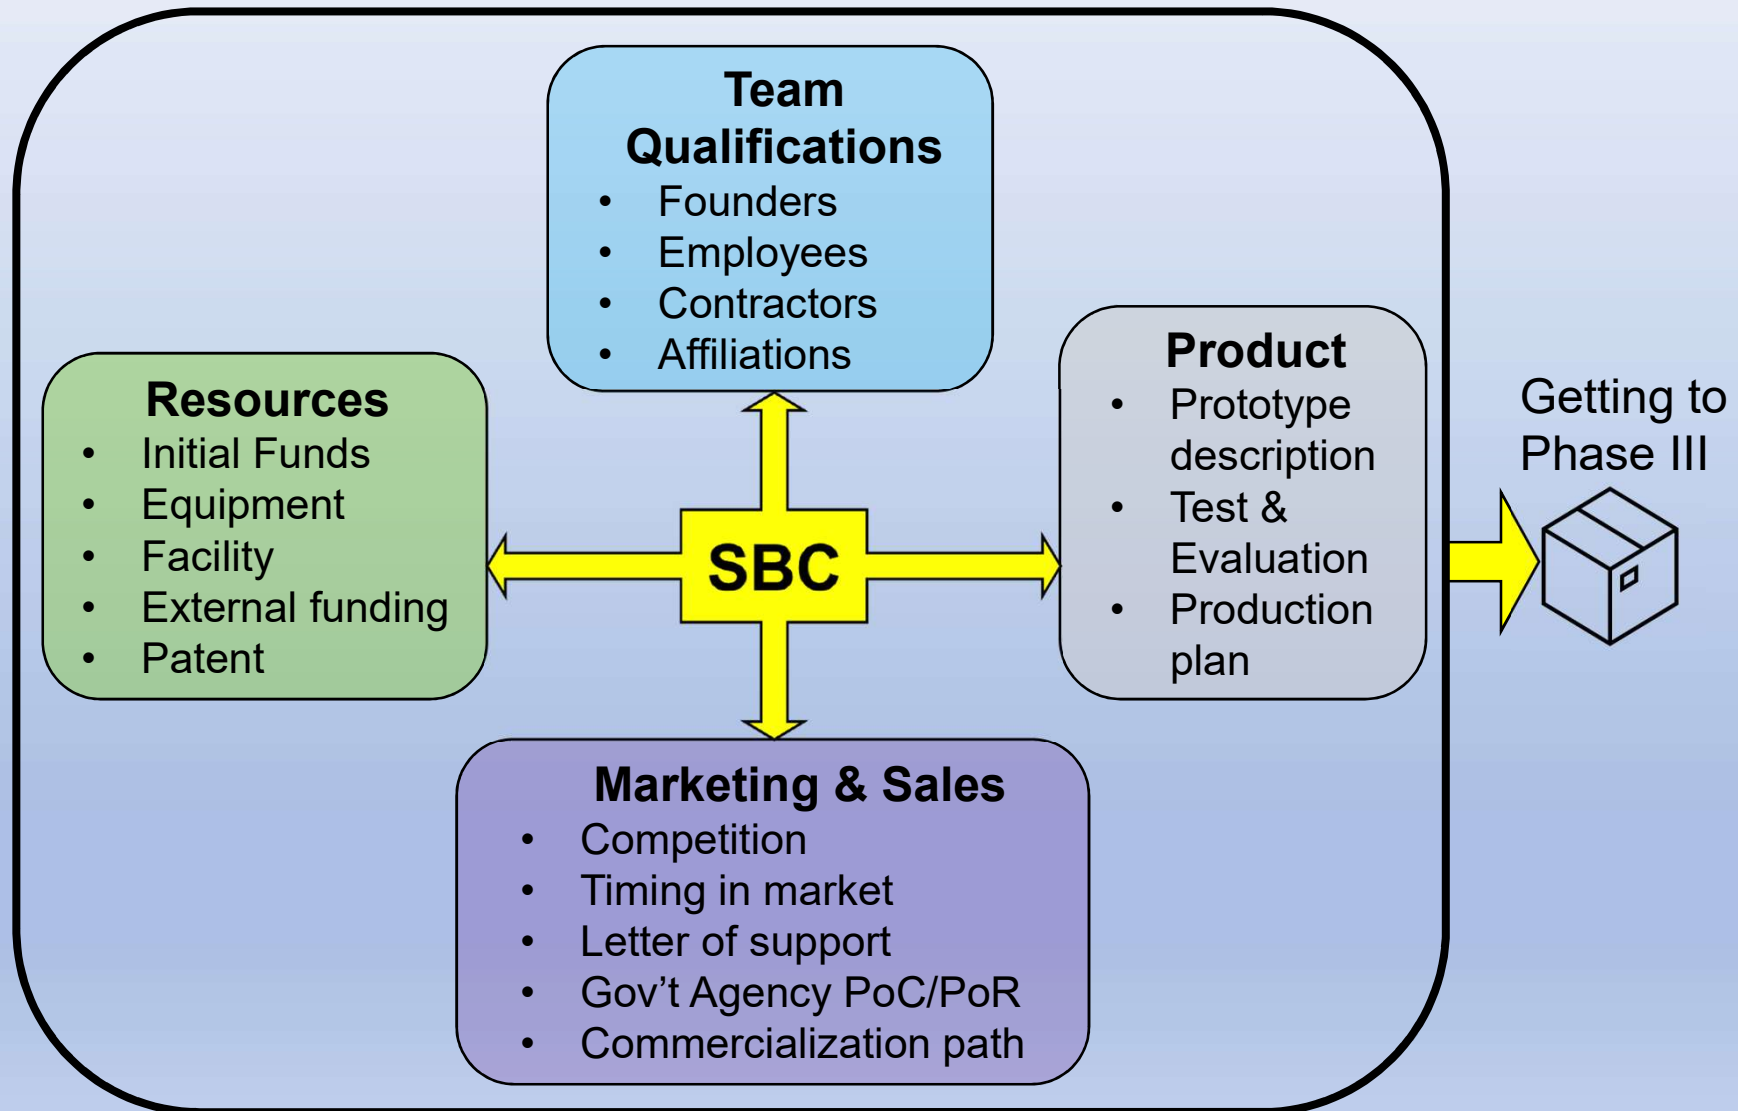 Team
Qualifications
• Founders
• Employees
• Contractors
• Affiliations
Resources
• Initial Funds
• Equipment
• Facility
• External funding
• Patent
SBC
Product
• Prototype
description
• Test &
Evaluation
• Production
plan
Getting to
Phase III
Marketing & Sales
• Competition
• Timing in market
• Letter of support
• Gov’t Agency PoC/PoR
• Commercialization path